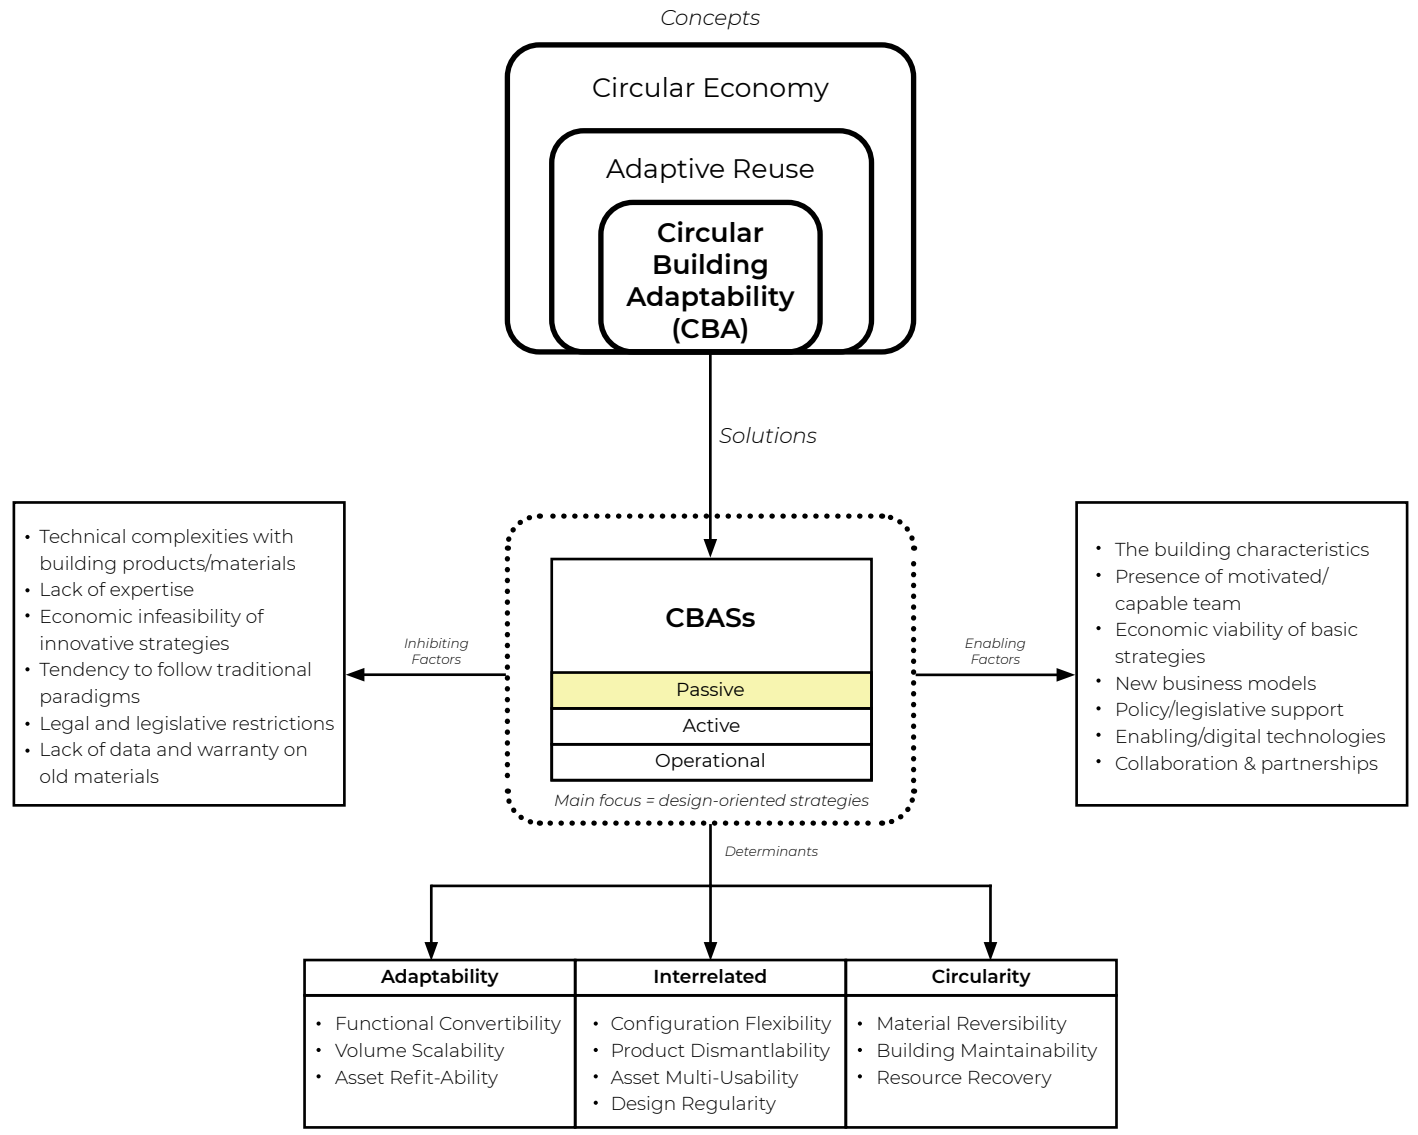 Concepts
Circular Economy
Adaptive Reuse
Circular
Building
Adaptability
(CBA)
Solutions
• Technical complexities with
building products/materials
• Lack of expertise
• Economic infeasibility of
innovative strategies
• Tendency to follow traditional
paradigms
• Legal and legislative restrictions
• Lack of data and warranty on
old materials
Inhibiting
Factors
CBASs
Passive
Active
Operational
Main focus = design-oriented strategies
Enabling
Factors
• The building characteristics
• Presence of motivated/
capable team
• Economic viability of basic
strategies
• New business models
• Policy/legislative support
• Enabling/digital technologies
• Collaboration & partnerships
Determinants
Adaptability
• Functional Convertibility
• Volume Scalability
• Asset Refit-Ability
Interrelated
• Configuration Flexibility
• Product Dismantlability
• Asset Multi-Usability
• Design Regularity
Circularity
• Material Reversibility
• Building Maintainability
• Resource Recovery